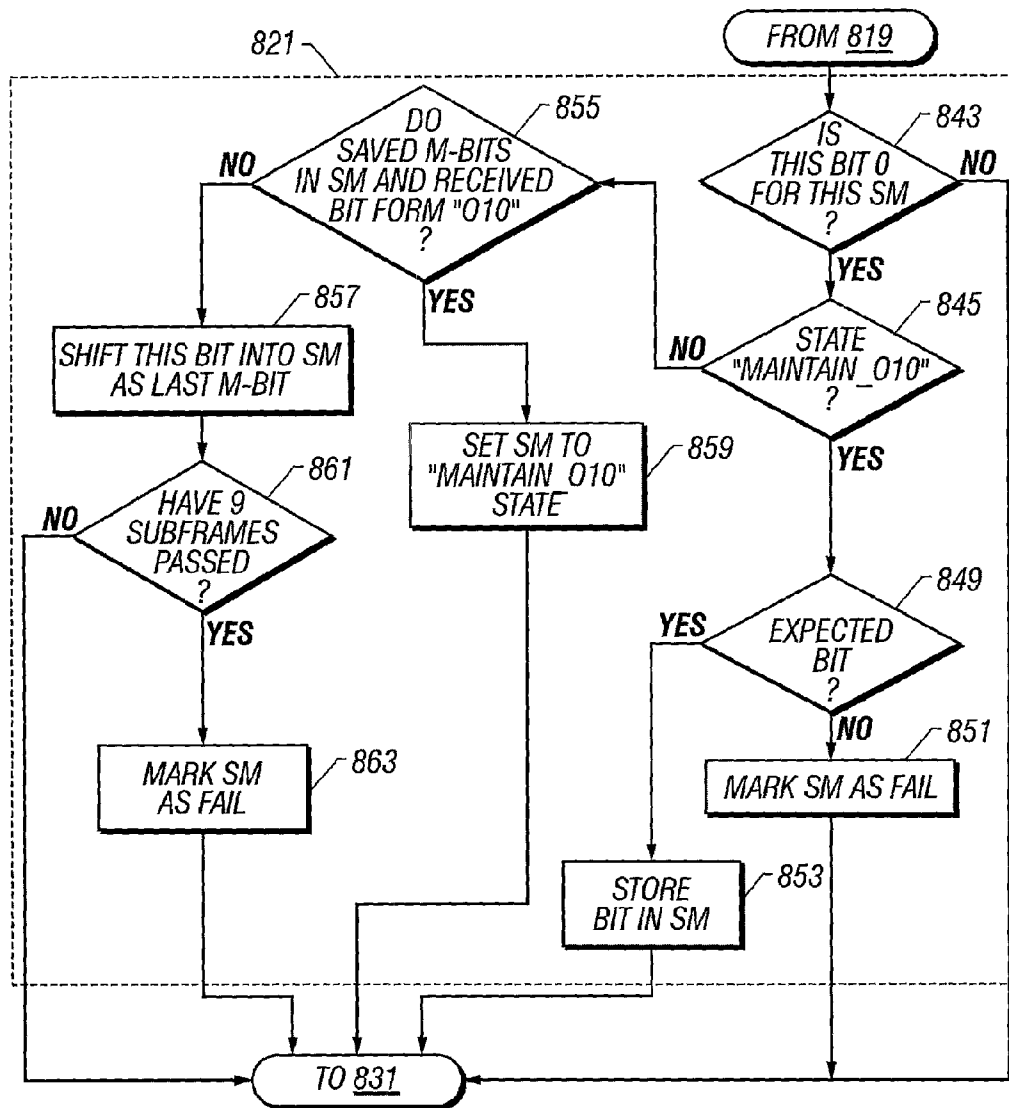 FROM 819
821
DO
SAVED M-BITS
IN SM AND RECEIVED
BIT FORM "010"
?
855
NO
YES
IS
THIS BIT 0
FOR THIS SM
?
843
NO
YES
857
SHIFT THIS BIT INTO SM
AS LAST M-BIT
STATE
"MAINTAIN_010"
?
845
NO
YES
SET SM TO
"MAINTAIN_010"
STATE
859
HAVE 9
SUBFRAMES
PASSED
?
861
NO
YES
EXPECTED
BIT
?
849
YES
NO
MARK SM
AS FAIL
863
851
MARK SM AS FAIL
STORE
BIT IN SM
853
TO 831